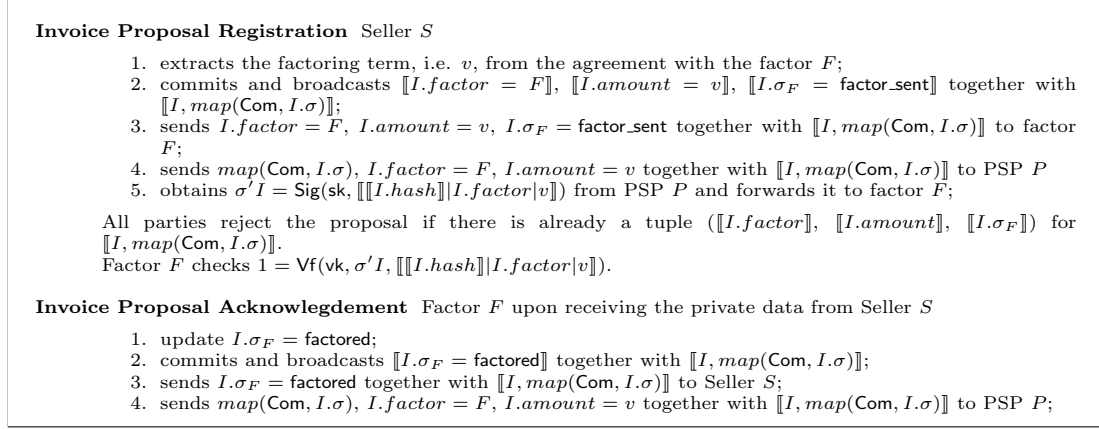 Invoice Proposal Registration Seller S
1. extracts the factoring term, i.e. v, from the agreement with the factor F;
2. commits and broadcasts ⟦I.factor = F⟧, ⟦I.amount = v⟧, ⟦I.σ_F = factor_sent⟧ together with
⟦I, map(Com, I.σ)⟧;
3. sends I.factor = F, I.amount = v, I.σ_F = factor_sent together with ⟦I, map(Com, I.σ)⟧ to factor
F;
4. sends map(Com, I.σ), I.factor = F, I.amount = v together with ⟦I, map(Com, I.σ)⟧ to PSP P
5. obtains σ′I = Sig(sk, ⟦⟦I.hash⟧|I.factor|v⟧) from PSP P and forwards it to factor F;
All parties reject the proposal if there is already a tuple (⟦I.factor⟧, ⟦I.amount⟧, ⟦I.σ_F⟧) for
⟦I, map(Com, I.σ)⟧.
Factor F checks 1 = Vf(vk, σ′I, ⟦⟦I.hash⟧|I.factor|v⟧).
Invoice Proposal Acknowlegdement Factor F upon receiving the private data from Seller S
1. update I.σ_F = factored;
2. commits and broadcasts ⟦I.σ_F = factored⟧ together with ⟦I, map(Com, I.σ)⟧;
3. sends I.σ_F = factored together with ⟦I, map(Com, I.σ)⟧ to Seller S;
4. sends map(Com, I.σ), I.factor = F, I.amount = v together with ⟦I, map(Com, I.σ)⟧ to PSP P;